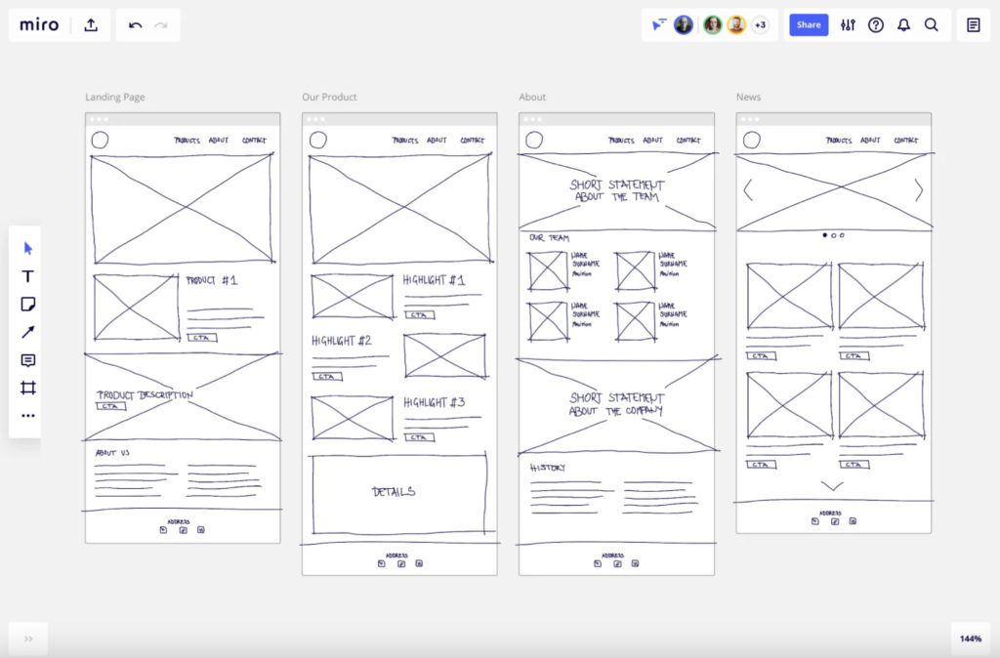 miro
+3
Share
Landing Page
PRODUCTS ABOUT CONTACT
PRODUCT #1
CTA
PRODUCT DESCRIPTION
CTA
ABOUT US
ADDRESS
Our Product
PRODUCTS ABOUT CONTACT
HIGHLIGHT #1
CTA
HIGHLIGHT #2
CTA
HIGHLIGHT #3
CTA
DETAILS
ADDRESS
About
PRODUCTS ABOUT CONTACT
SHORT STATEMENT
ABOUT THE TEAM
OUR TEAM
NAME
SURNAME
Position
NAME
SURNAME
Position
NAME
SURNAME
Position
NAME
SURNAME
Position
SHORT STATEMENT
ABOUT THE COMPANY
HISTORY
ADDRESS
News
PRODUCTS ABOUT CONTACT
CTA
CTA
CTA
CTA
ADDRESS
144%